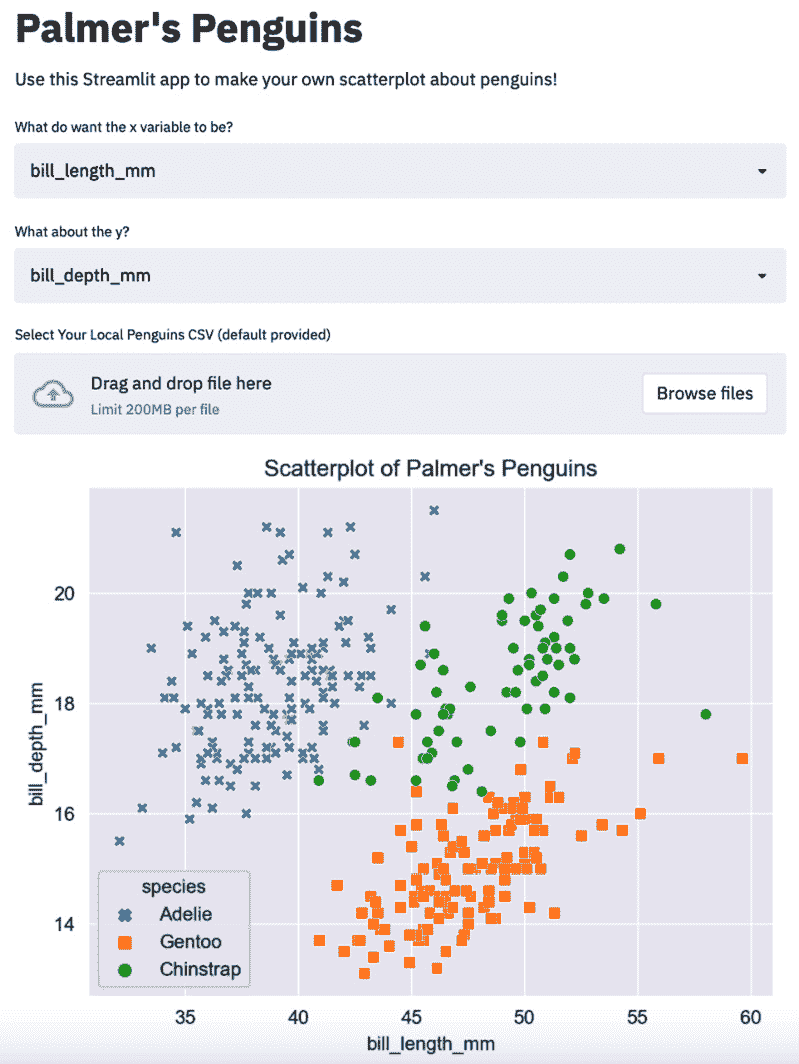 Palmer's Penguins
Use this Streamlit app to make your own scatterplot about penguins!
What do want the x variable to be?
bill_length_mm
What about the y?
bill_depth_mm
Select Your Local Penguins CSV (default provided)
Drag and drop file here
Limit 200MB per file
Browse files
Scatterplot of Palmer's Penguins
20
18
16
14
bill_depth_mm
species
Adelie
Gentoo
Chinstrap
35 40 45 50 55 60
bill_length_mm